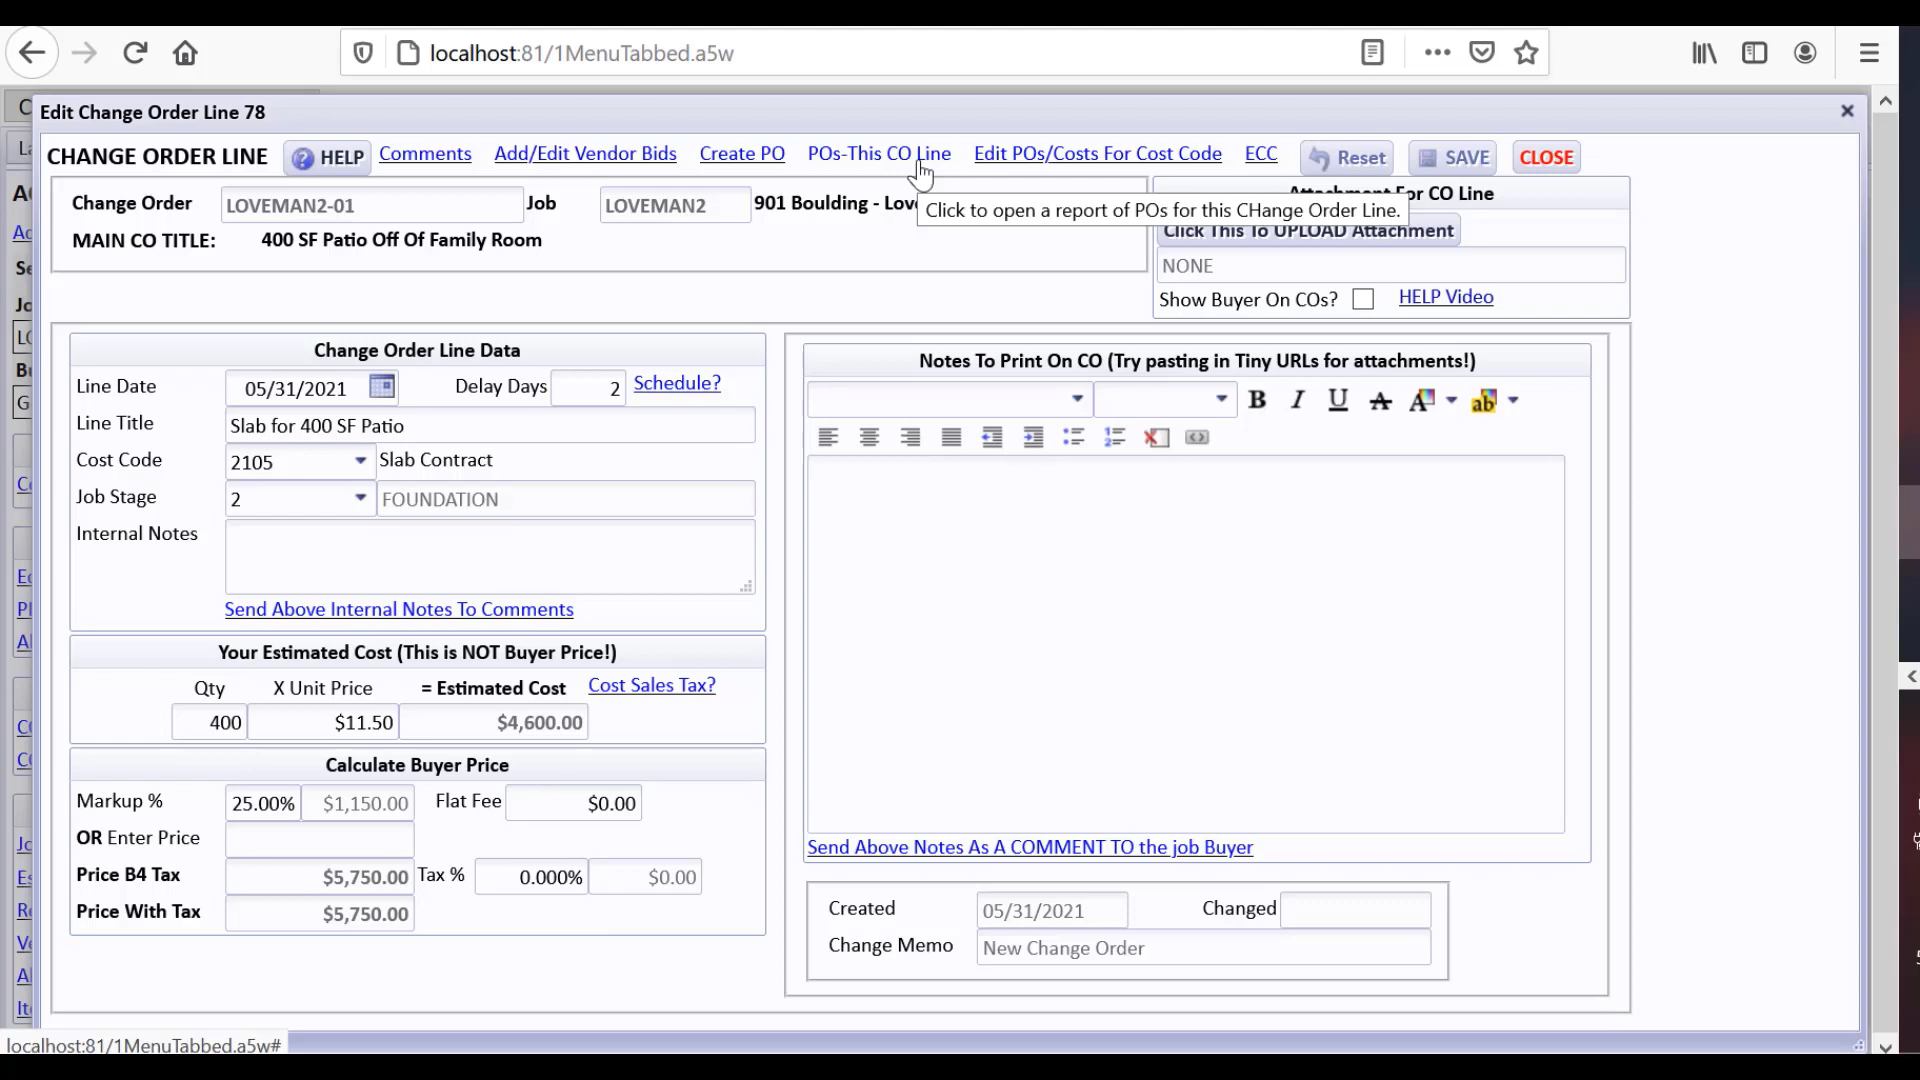 localhost:81/1MenuTabbed.a5w
Edit Change Order Line 78
CHANGE ORDER LINE HELP Comments Add/Edit Vendor Bids Create PO POs-This CO Line Edit POs/Costs For Cost Code ECC Reset SAVE CLOSE
Change Order LOVEMAN2-01 Job LOVEMAN2 901 Boulding - Lov
Click to open a report of POs for this CHange Order Line.
MAIN CO TITLE: 400 SF Patio Off Of Family Room
Attachment For CO Line
Click This To UPLOAD Attachment
NONE
Show Buyer On COs? HELP Video
Change Order Line Data
Line Date 05/31/2021 Delay Days 2 Schedule?
Line Title Slab for 400 SF Patio
Cost Code 2105 Slab Contract
Job Stage 2 FOUNDATION
Internal Notes
Send Above Internal Notes To Comments
Your Estimated Cost (This is NOT Buyer Price!)
Qty X Unit Price = Estimated Cost Cost Sales Tax?
400 $11.50 $4,600.00
Calculate Buyer Price
Markup % 25.00% $1,150.00 Flat Fee $0.00
OR Enter Price
Price B4 Tax $5,750.00 Tax % 0.000% $0.00
Price With Tax $5,750.00
Notes To Print On CO (Try pasting in Tiny URLs for attachments!)
B I U A A ab
Send Above Notes As A COMMENT TO the job Buyer
Created 05/31/2021 Changed
Change Memo New Change Order
localhost:81/1MenuTabbed.a5w#